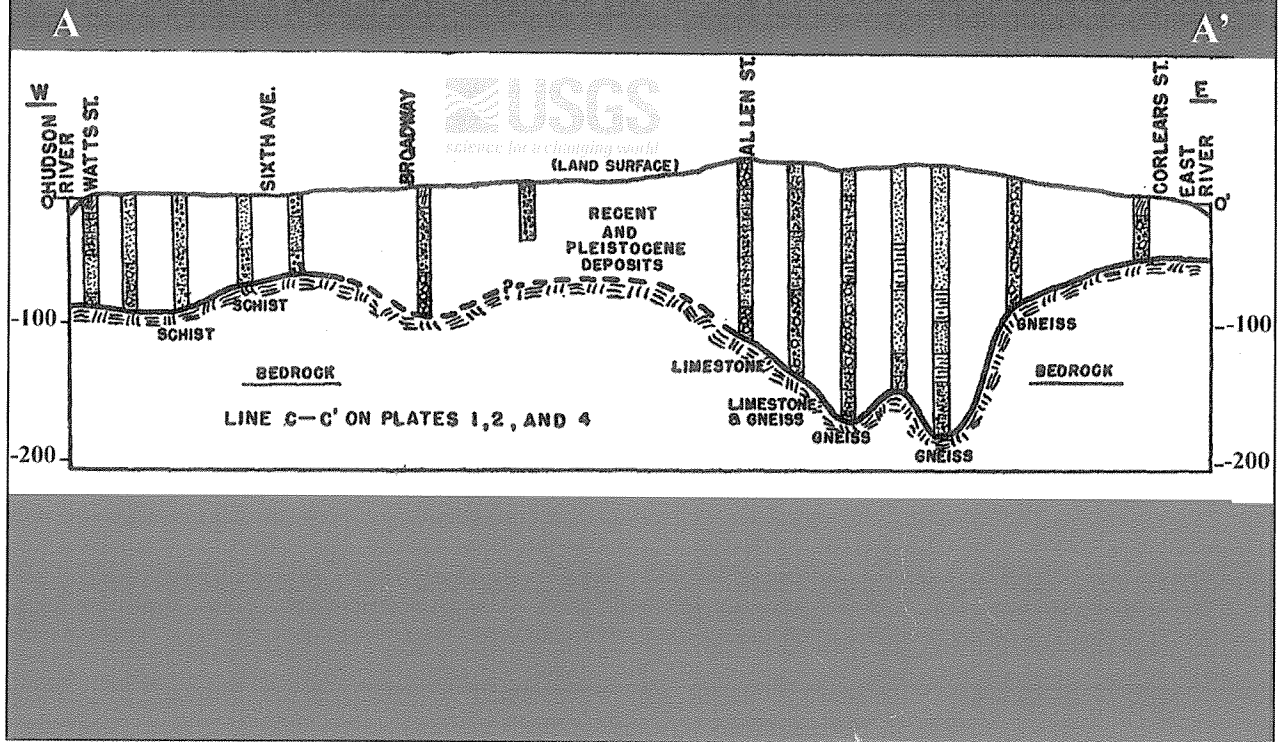 A
A'
W
HUDSON
RIVER
WATTS ST.
SIXTH AVE.
BROADWAY
USGS
science for a changing world
(LAND SURFACE)
ALLEN ST.
CORLEARS ST.
E
EAST
RIVER
0'
0'
RECENT
AND
PLEISTOCENE
DEPOSITS
?
-100
-100
SCHIST
SCHIST
LIMESTONE
GNEISS
BEDROCK
BEDROCK
LIMESTONE
& GNEISS
LINE C-C' ON PLATES 1,2, AND 4
GNEISS
GNEISS
-200
-200